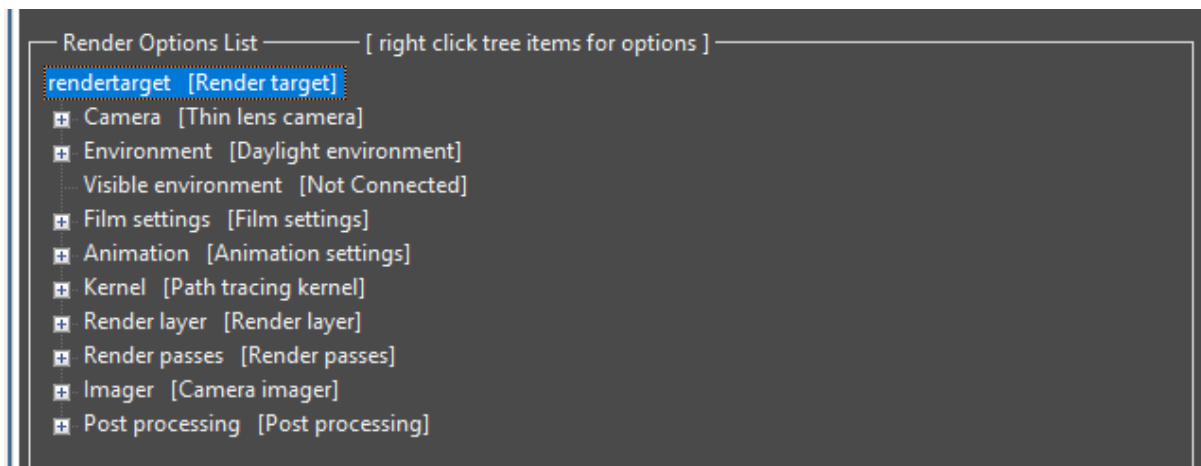 Render Options List [ right click tree items for options ]
rendertarget [Render target]
Camera [Thin lens camera]
Environment [Daylight environment]
Visible environment [Not Connected]
Film settings [Film settings]
Animation [Animation settings]
Kernel [Path tracing kernel]
Render layer [Render layer]
Render passes [Render passes]
Imager [Camera imager]
Post processing [Post processing]